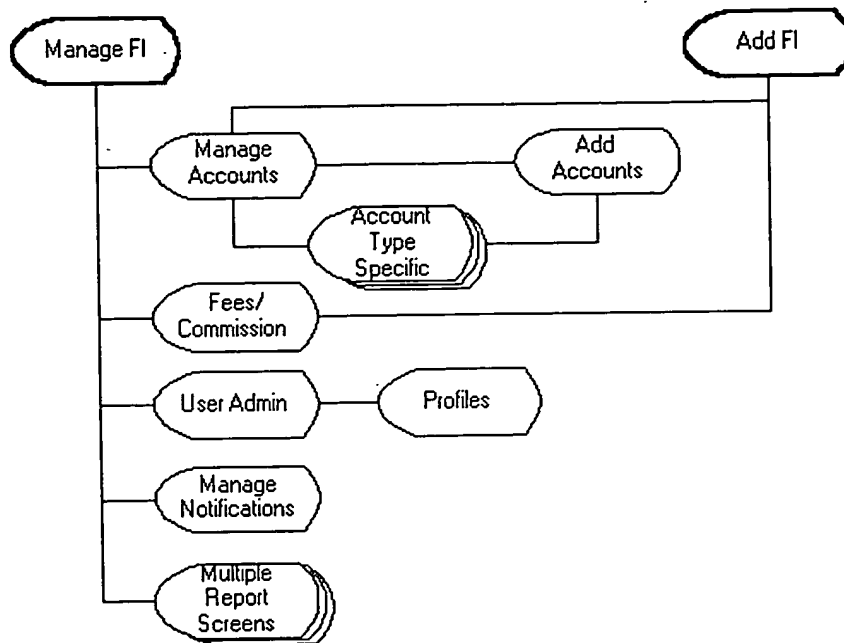 Manage FI
Add FI
Manage
Accounts
Add
Accounts
Account
Type
Specific
Fees/
Commission
User Admin
Profiles
Manage
Notifications
Multiple
Report
Screens